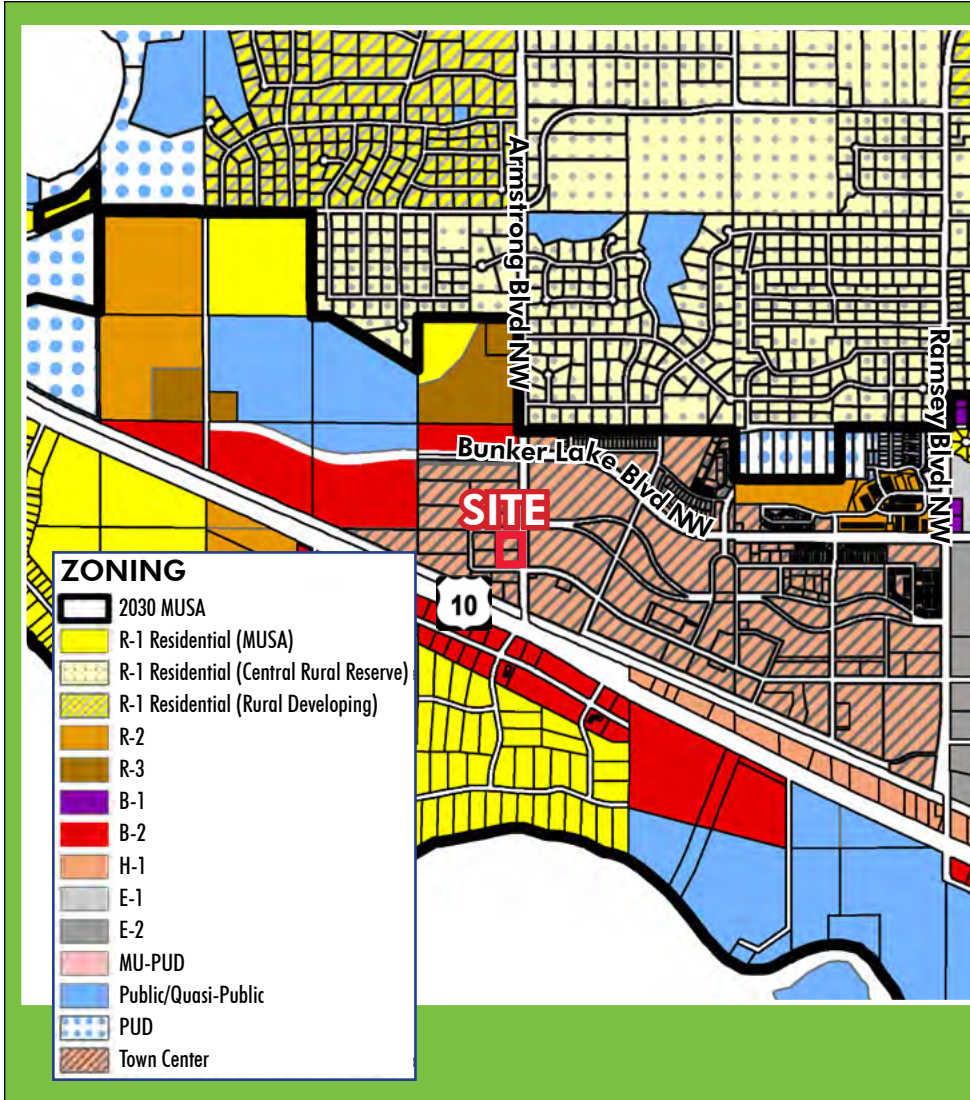 Armstrong Blvd NW
Ramsey Blvd NW
Bunker Lake Blvd NW
SITE
10
ZONING
2030 MUSA
R-1 Residential (MUSA)
R-1 Residential (Central Rural Reserve)
R-1 Residential (Rural Developing)
R-2
R-3
B-1
B-2
H-1
E-1
E-2
MU-PUD
Public/Quasi-Public
PUD
Town Center